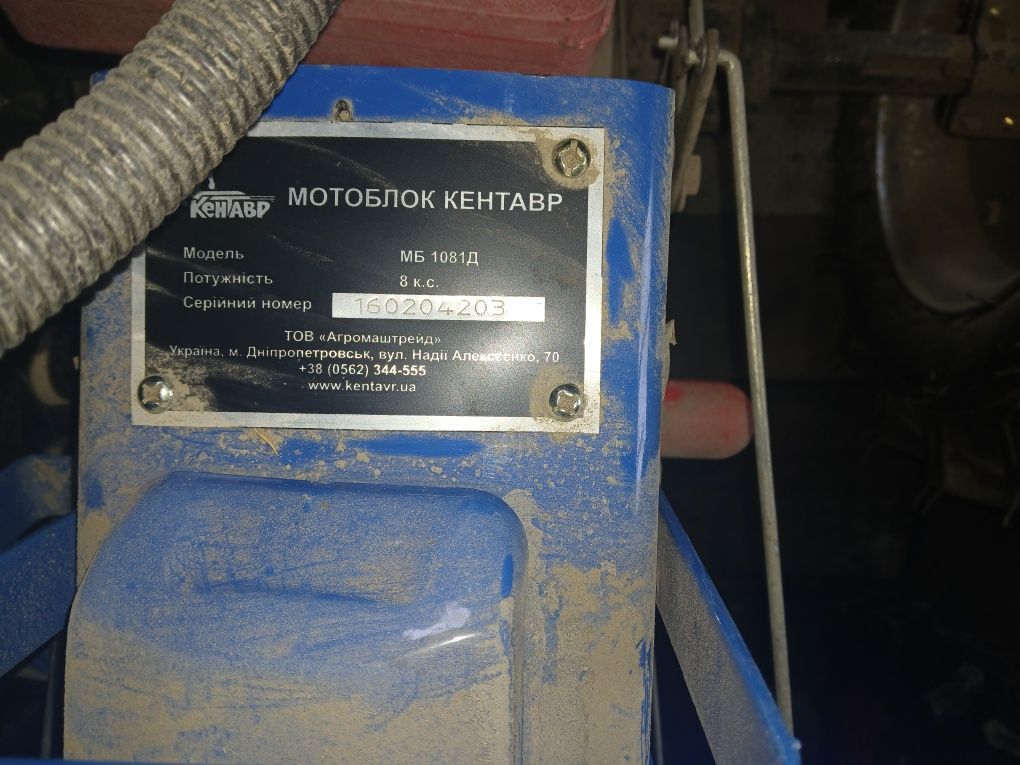 КЕНТАВР МОТОБЛОК КЕНТАВР
Модель МБ 1081Д
Потужність 8 к.с.
Серійний номер 160204203
ТОВ «Агромаштрейд»
Україна, м. Дніпропетровськ, вул. Надії Алексєєнко, 70
+38 (0562) 344-555
www.kentavr.ua